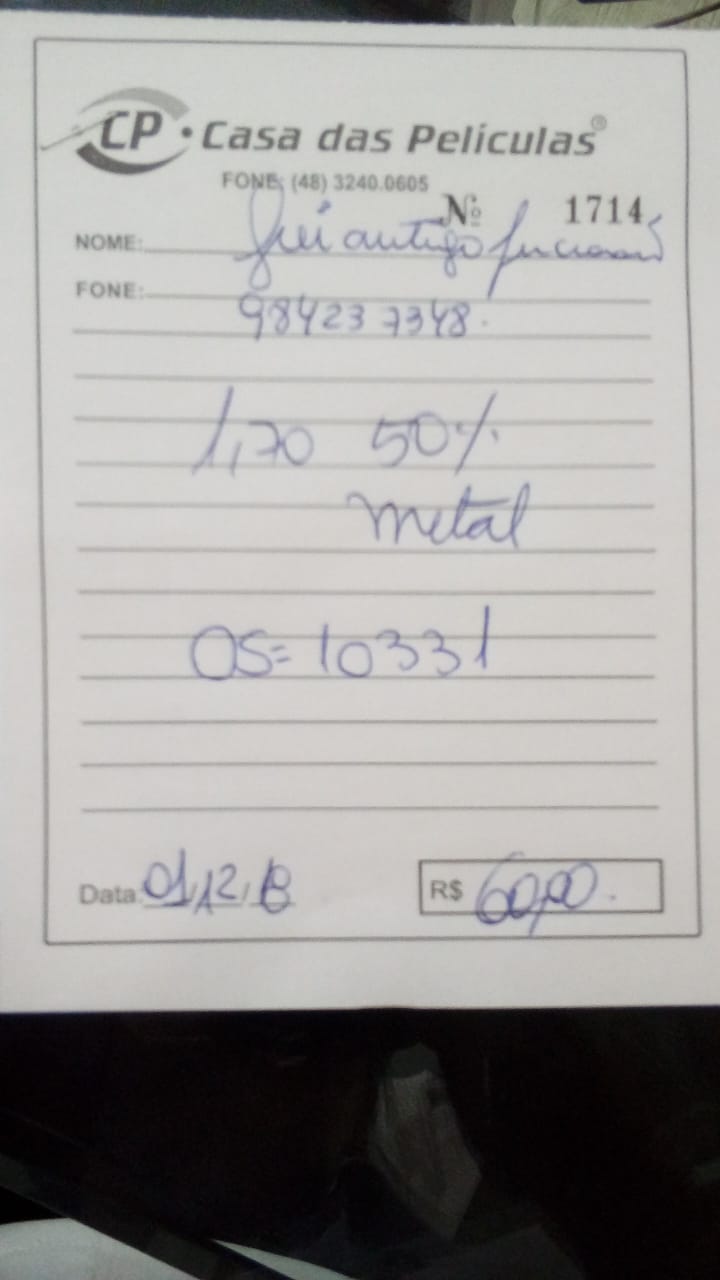 CP • Casa das Películas®
FONE: (48) 3240.0605
Nº 1714
NOME: antigo
FONE: 98423 7348.
1,70 50%
metal
OS= 10331
Data 01,12,18
R$ 60,00.